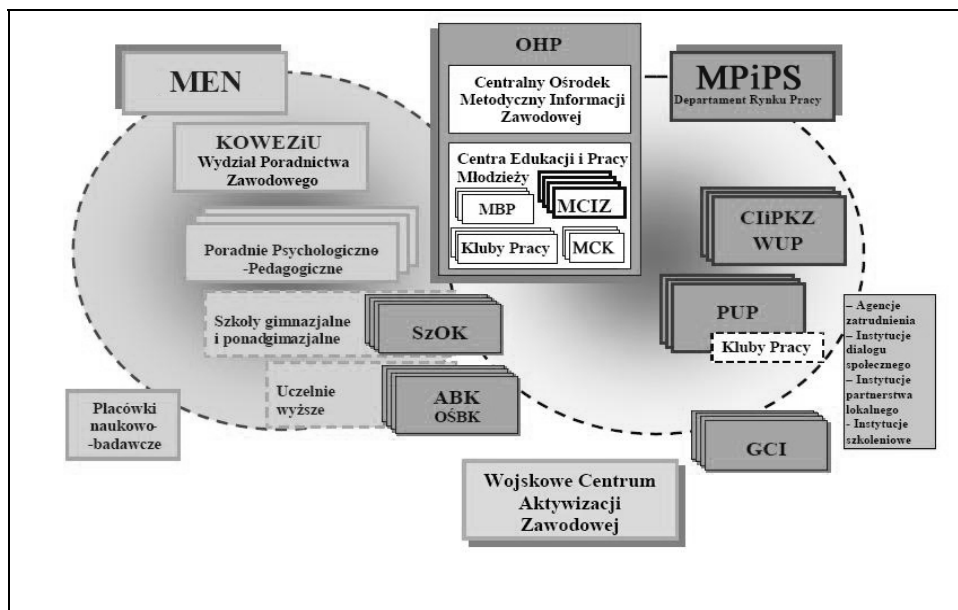 MEN
KOWEZiU
Wydział Poradnictwa
Zawodowego
Poradnie Psychologiczno
-Pedagogiczne
Szkoły gimnazjalne
i ponadgimazjalne
SzOK
Uczelnie
wyższe
ABK
OŚBK
Placówki
naukowo-
-badawcze
OHP
Centralny Ośrodek
Metodyczny Informacji
Zawodowej
Centra Edukacji i Pracy
Młodzieży
MBP
MCIZ
Kluby Pracy
MCK
MPiPS
Departament Rynku Pracy
CIiPKZ
WUP
PUP
Kluby Pracy
– Agencje
zatrudnienia
– Instytucje
dialogu
społecznego
– Instytucje
partnerstwa
lokalnego
- Instytucje
szkoleniowe
GCI
Wojskowe Centrum
Aktywizacji
Zawodowej